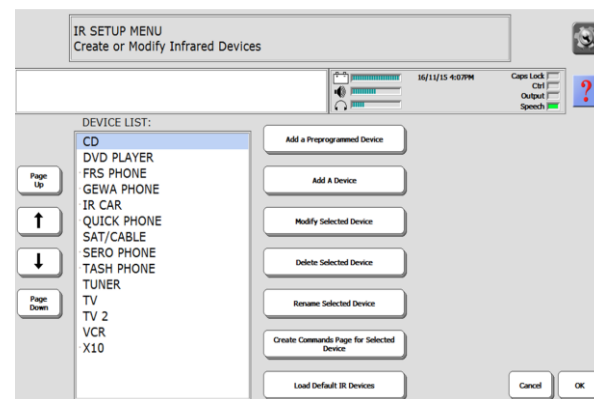 IR SETUP MENU
Create or Modify Infrared Devices
16/11/15 4:07PM
Caps Lock
Ctrl
Output
Speech
?
DEVICE LIST:
CD
DVD PLAYER
FRS PHONE
GEWA PHONE
IR CAR
QUICK PHONE
SAT/CABLE
SERO PHONE
TASH PHONE
TUNER
TV
TV 2
VCR
X10
Page
Up
Page
Down
Add a Preprogrammed Device
Add A Device
Modify Selected Device
Delete Selected Device
Rename Selected Device
Create Commands Page for Selected
Device
Load Default IR Devices
Cancel
OK